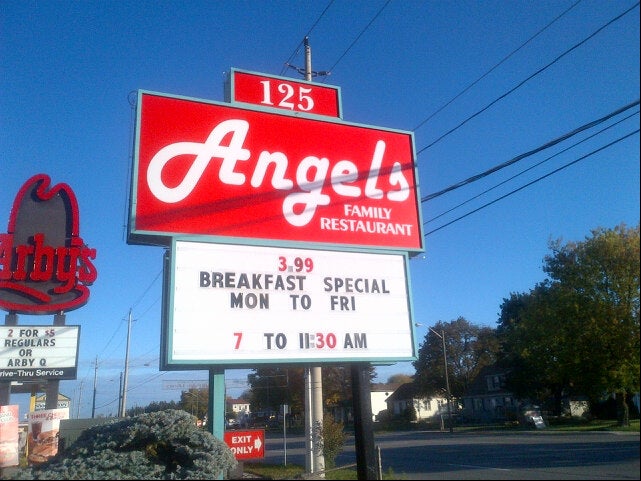 125
Angels
FAMILY
RESTAURANT
3.99
BREAKFAST SPECIAL
MON TO FRI
7 TO 11:30 AM
Arby's
2 FOR $5
REGULARS
OR
ARBY Q
Drive-Thru Service
EXIT
ONLY